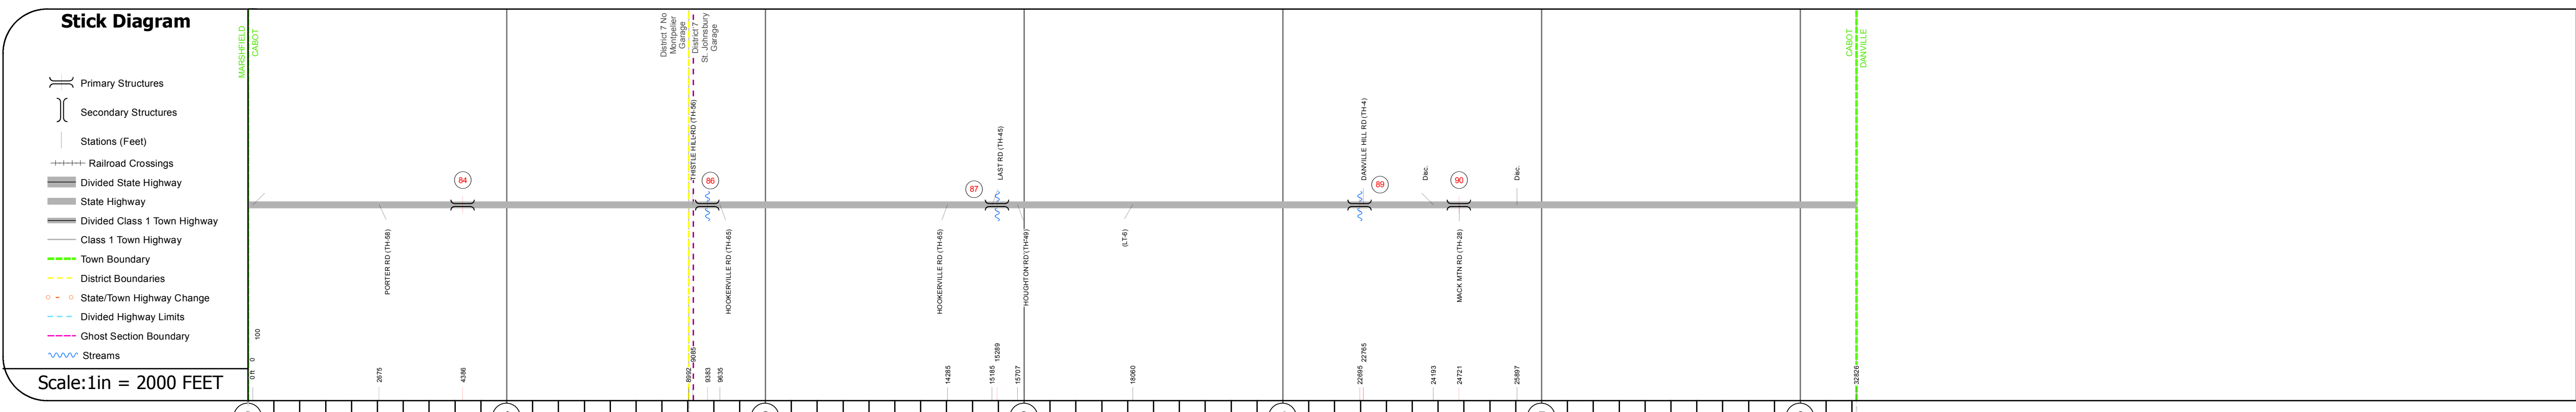 Stick Diagram
Primary Structures
Secondary Structures
Stations (Feet)
Railroad Crossings
Divided State Highway
State Highway
Divided Class 1 Town Highway
Class 1 Town Highway
Town Boundary
District Boundaries
State/Town Highway Change
Divided Highway Limits
Ghost Section Boundary
Streams
Scale:1in = 2000 FEET
MARSHFIELD
CABOT
District 7 No
Montpelier
Garage
District 7
St. Johnsbury
Garage
CABOT
DANVILLE
PORTER RD (TH-58)
84
THISTLE HILL RD (TH-56)
86
HOOKERVILLE RD (TH-65)
HOOKERVILLE RD (TH-65)
87
LAST RD (TH-45)
HOUGHTON RD (TH-49)
(LT-6)
DANVILLE HILL RD (TH-4)
89
Disc.
90
MACK MTN RD (TH-28)
Disc.
0 ft
0
100
2675
4386
8992
9085
9383
9635
14285
15185
15289
15707
18060
22695
22765
24193
24721
25897
32826